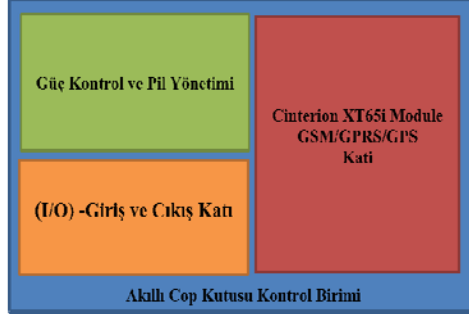 Güç Kontrol ve Pil Yönetimi
Cinterion XT65i Module
GSM/GPRS/GPS
Kati
(I/O) -Giriş ve Cıkış Katı
Akıllı Cop Kutusu Kontrol Birimi